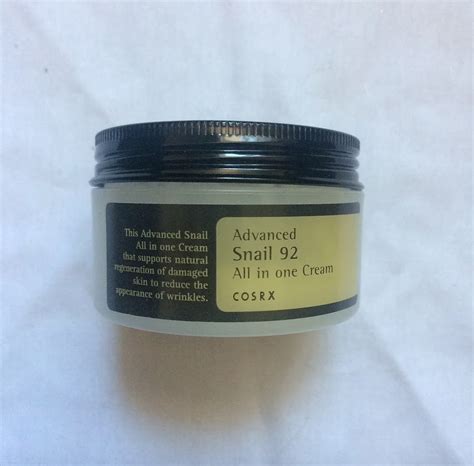 This Advanced Snail
All in one Cream
that supports natural
regeneration of damaged
skin to reduce the
appearance of wrinkles.
Advanced
Snail 92
All in one Cream
COSRX